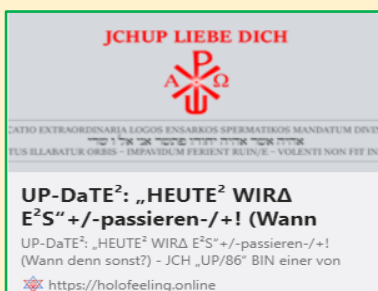 JCHUP LIEBE DICH
Α Ω
CATIO EXTRAORDINARIA LOGOS ENSARKOS SPERMATIKOS MANDATUM DIVIN
TUS ILLABATUR ORBIS – IMPAVIDUM FERIENT RUIN/E – VOLENTI NON FIT IN
UP-DaTE²: „HEUTE² WIRΔ
E²S“+/-passieren-/+! (Wann
UP-DaTE²: „HEUTE² WIRΔ E²S“+/-passieren-/+!
(Wann denn sonst?) - JCH „UP/86“ BIN einer von
https://holofeeling.online